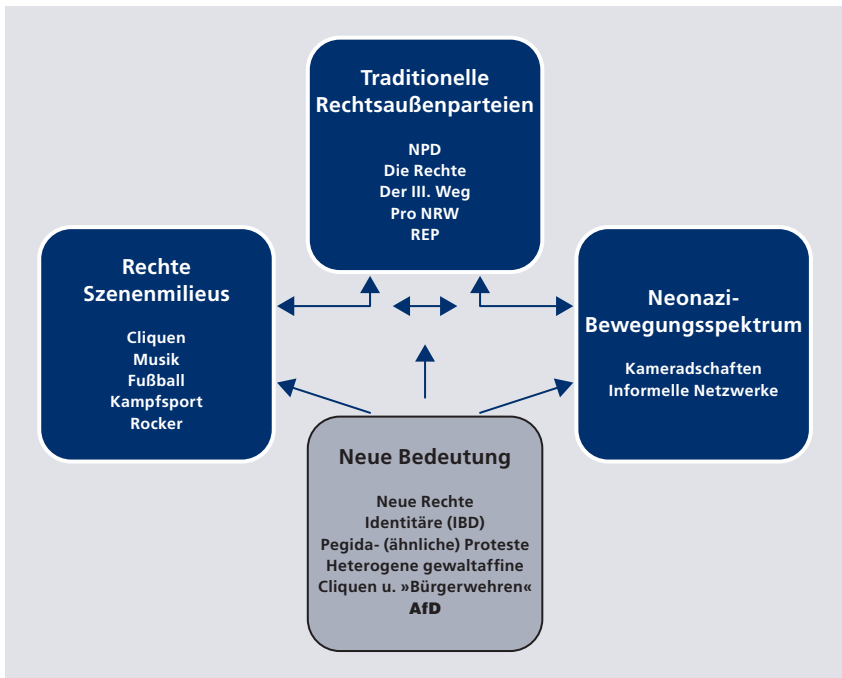 Traditionelle
Rechtsaußenparteien
NPD
Die Rechte
Der III. Weg
Pro NRW
REP
Rechte
Szenenmilieus
Cliquen
Musik
Fußball
Kampfsport
Rocker
Neonazi-
Bewegungsspektrum
Kameradschaften
Informelle Netzwerke
Neue Bedeutung
Neue Rechte
Identitäre (IBD)
Pegida- (ähnliche) Proteste
Heterogene gewaltaffine
Cliquen u. »Bürgerwehren«
AfD